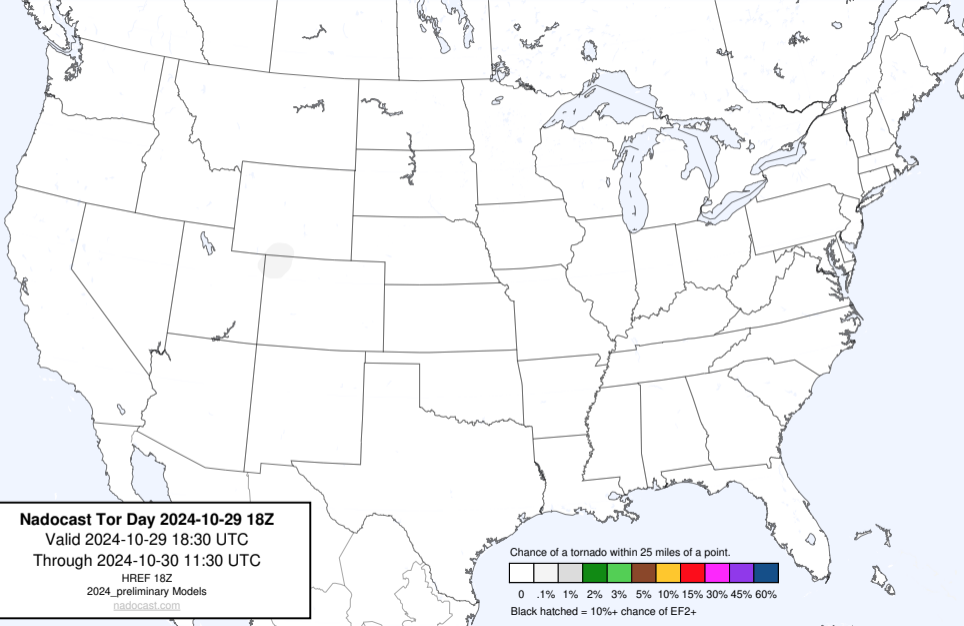 Nadocast Tor Day 2024-10-29 18Z
Valid 2024-10-29 18:30 UTC
Through 2024-10-30 11:30 UTC
HREF 18Z
2024_preliminary Models
nadocast.com
Chance of a tornado within 25 miles of a point.
0 .1% 1% 2% 3% 5% 10% 15% 30% 45% 60%
Black hatched = 10%+ chance of EF2+